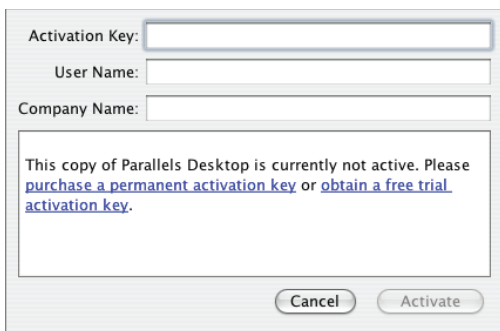 Activation Key:
User Name:
Company Name:
This copy of Parallels Desktop is currently not active. Please
purchase a permanent activation key or obtain a free trial
activation key.
Cancel Activate